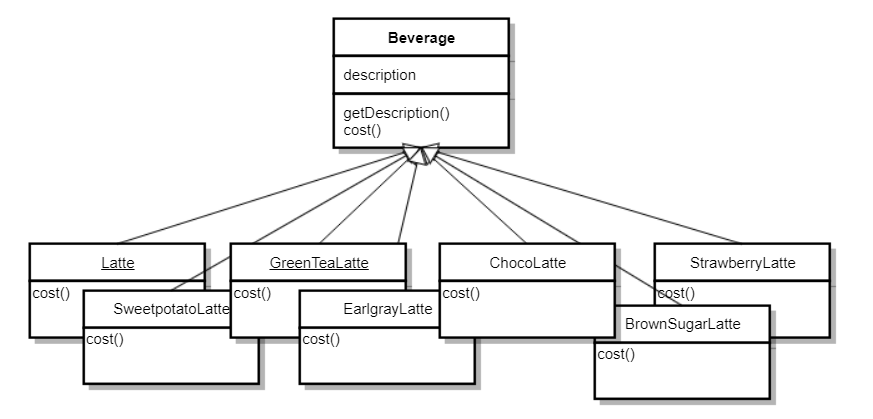 Beverage
description
getDescription()
cost()
Latte
cost()
GreenTeaLatte
cost()
ChocoLatte
cost()
StrawberryLatte
cost()
SweetpotatoLatte
cost()
EarlgrayLatte
cost()
BrownSugarLatte
cost()